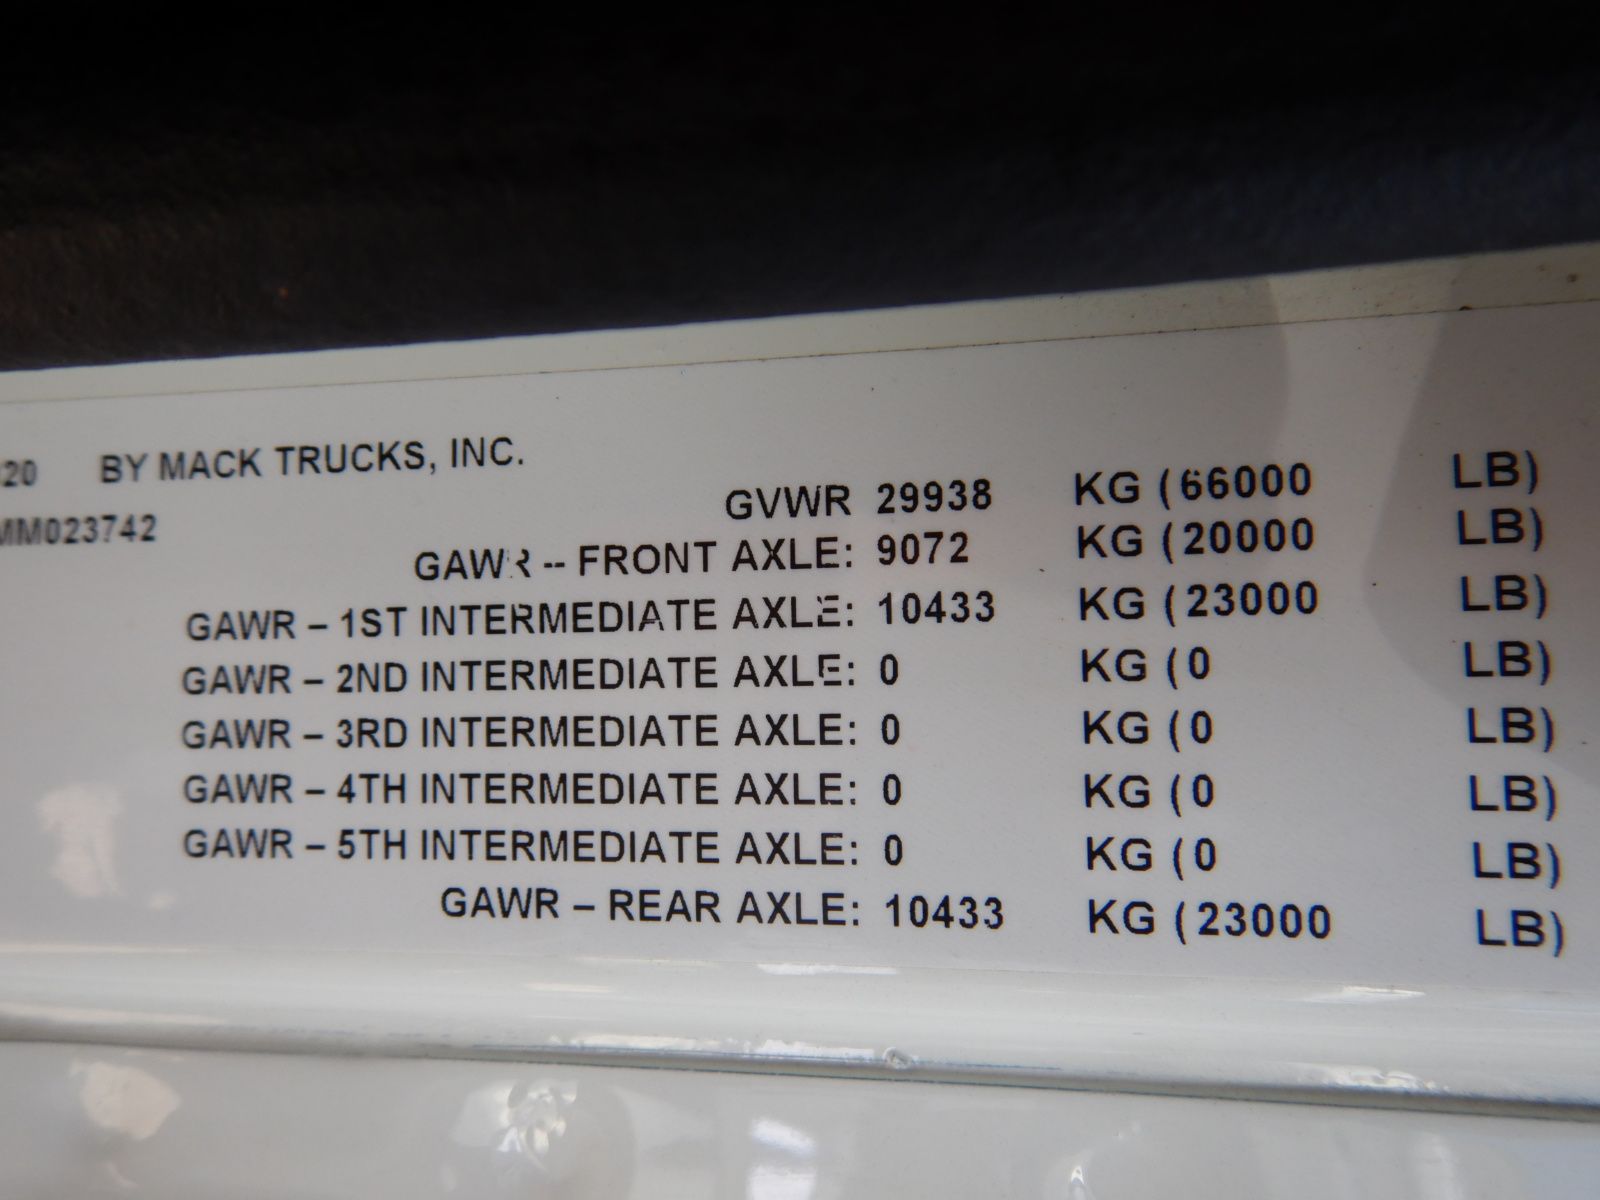 20 BY MACK TRUCKS, INC.
MM023742
GVWR 29938 KG (66000 LB)
GAWR -- FRONT AXLE: 9072 KG (20000 LB)
GAWR – 1ST INTERMEDIATE AXLE: 10433 KG (23000 LB)
GAWR – 2ND INTERMEDIATE AXLE: 0 KG (0 LB)
GAWR – 3RD INTERMEDIATE AXLE: 0 KG (0 LB)
GAWR – 4TH INTERMEDIATE AXLE: 0 KG (0 LB)
GAWR – 5TH INTERMEDIATE AXLE: 0 KG (0 LB)
GAWR – REAR AXLE: 10433 KG (23000 LB)